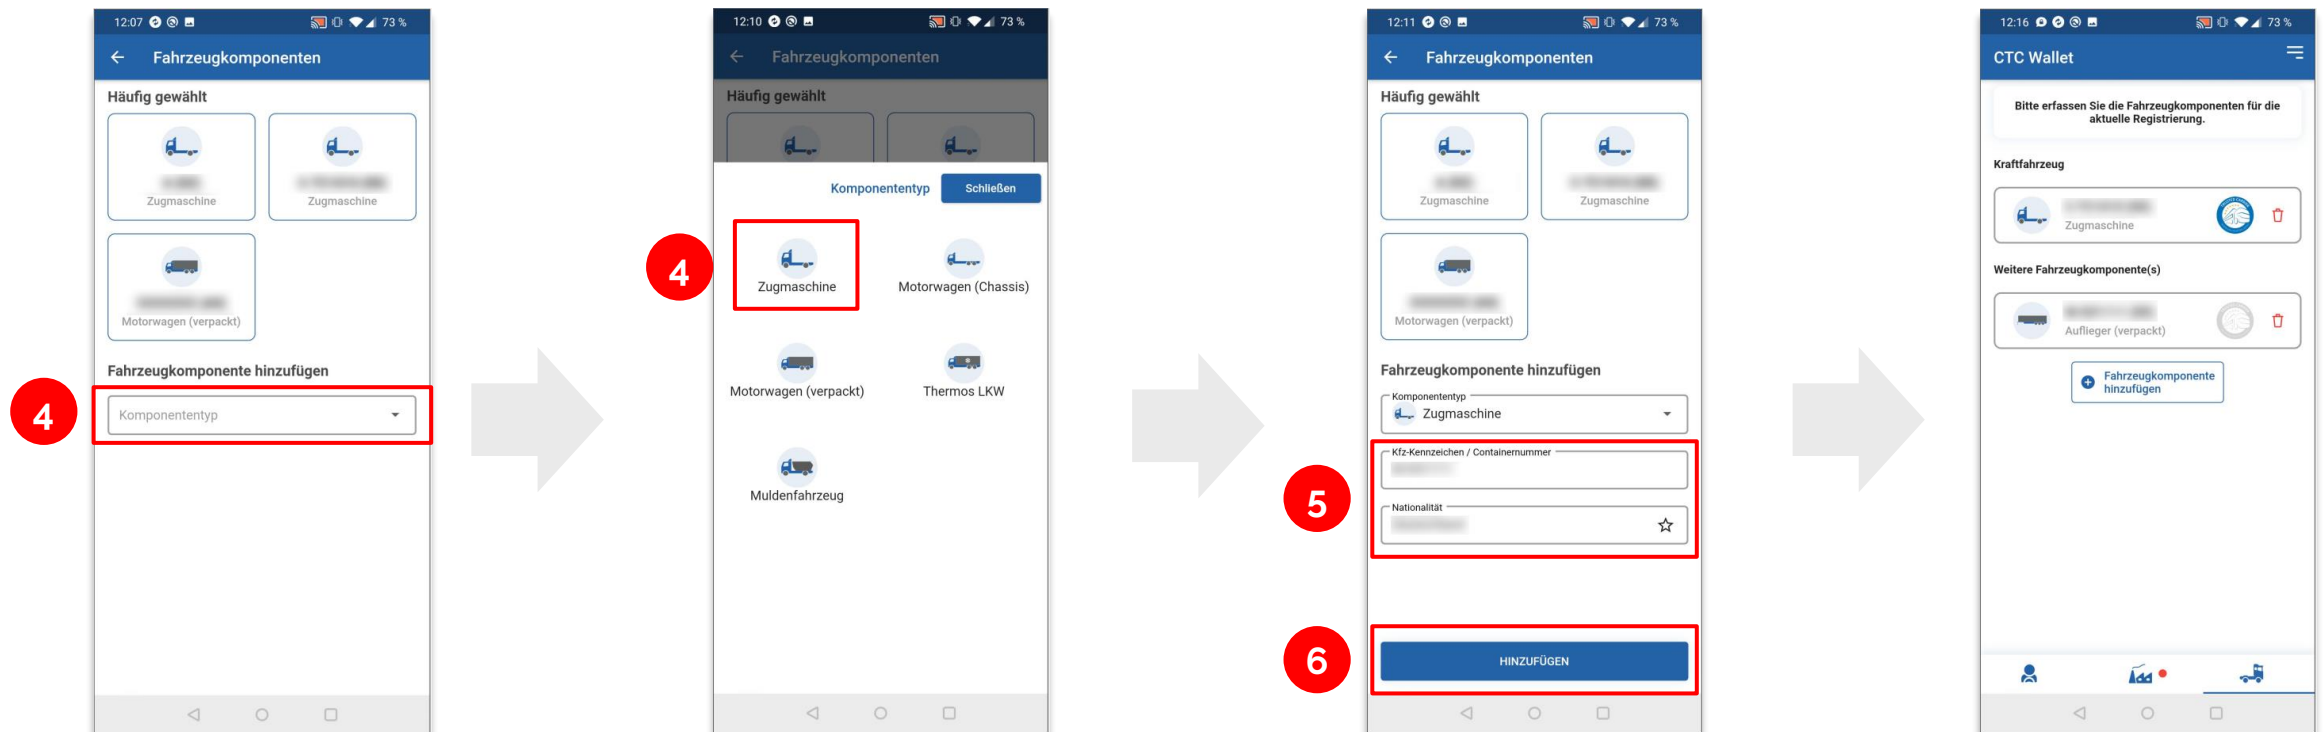 12:07
73 %
Fahrzeugkomponenten
Häufig gewählt
Zugmaschine
Zugmaschine
Motorwagen (verpackt)
Fahrzeugkomponente hinzufügen
4
Komponententyp
12:10
73 %
Fahrzeugkomponenten
Häufig gewählt
Komponententyp
Schließen
4
Zugmaschine
Motorwagen (Chassis)
Motorwagen (verpackt)
Thermos LKW
Muldenfahrzeug
12:11
73 %
Fahrzeugkomponenten
Häufig gewählt
Zugmaschine
Zugmaschine
Motorwagen (verpackt)
Fahrzeugkomponente hinzufügen
Komponententyp
Zugmaschine
5
Kfz-Kennzeichen / Containernummer
Nationalität
6
HINZUFÜGEN
12:16
73 %
CTC Wallet
Bitte erfassen Sie die Fahrzeugkomponenten für die
aktuelle Registrierung.
Kraftfahrzeug
Zugmaschine
Weitere Fahrzeugkomponente(s)
Auflieger (verpackt)
Fahrzeugkomponente
hinzufügen